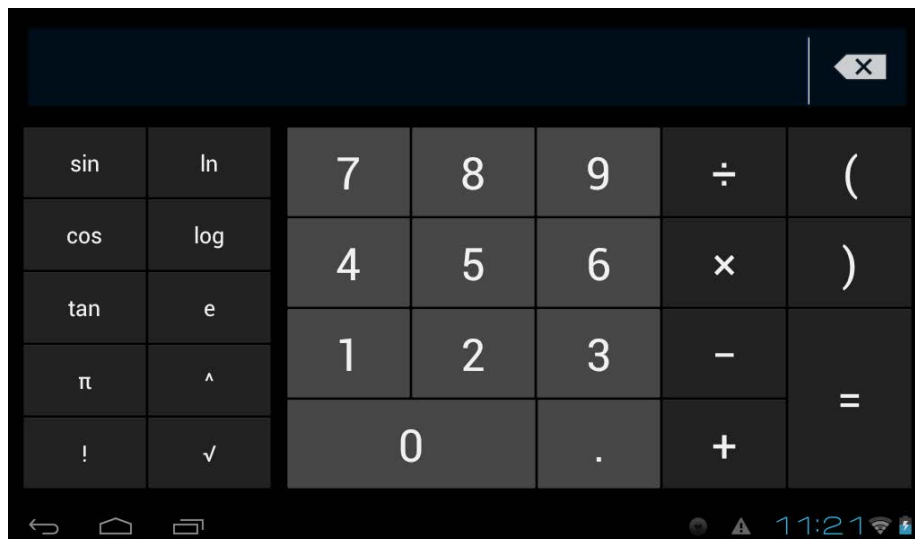 sin ln 7 8 9 ÷ (
cos log 4 5 6 × )
tan e 1 2 3 −
π ^ =
! √ 0 . +
11:21